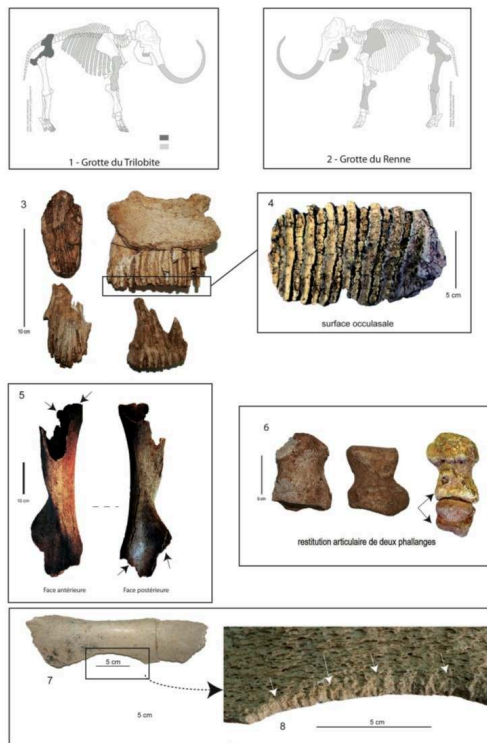 1 - Grotte du Trilobite
2 - Grotte du Renne
3
10 cm
4
5 cm
surface occulasale
5
10 cm
Face antérieure
Face postérieure
6
restitution articulaire de deux phallanges
7
5 cm
5 cm
8
5 cm